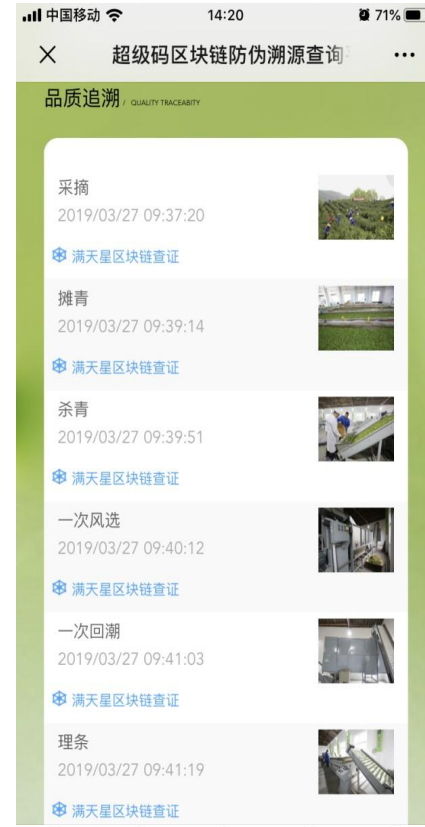 中国移动 14:20 71%
超级码区块链防伪溯源查询
品质追溯 / QUALITY TRACEABITY
采摘
2019/03/27 09:37:20
满天星区块链查证
摊青
2019/03/27 09:39:14
满天星区块链查证
杀青
2019/03/27 09:39:51
满天星区块链查证
一次风选
2019/03/27 09:40:12
满天星区块链查证
一次回潮
2019/03/27 09:41:03
满天星区块链查证
理条
2019/03/27 09:41:19
满天星区块链查证